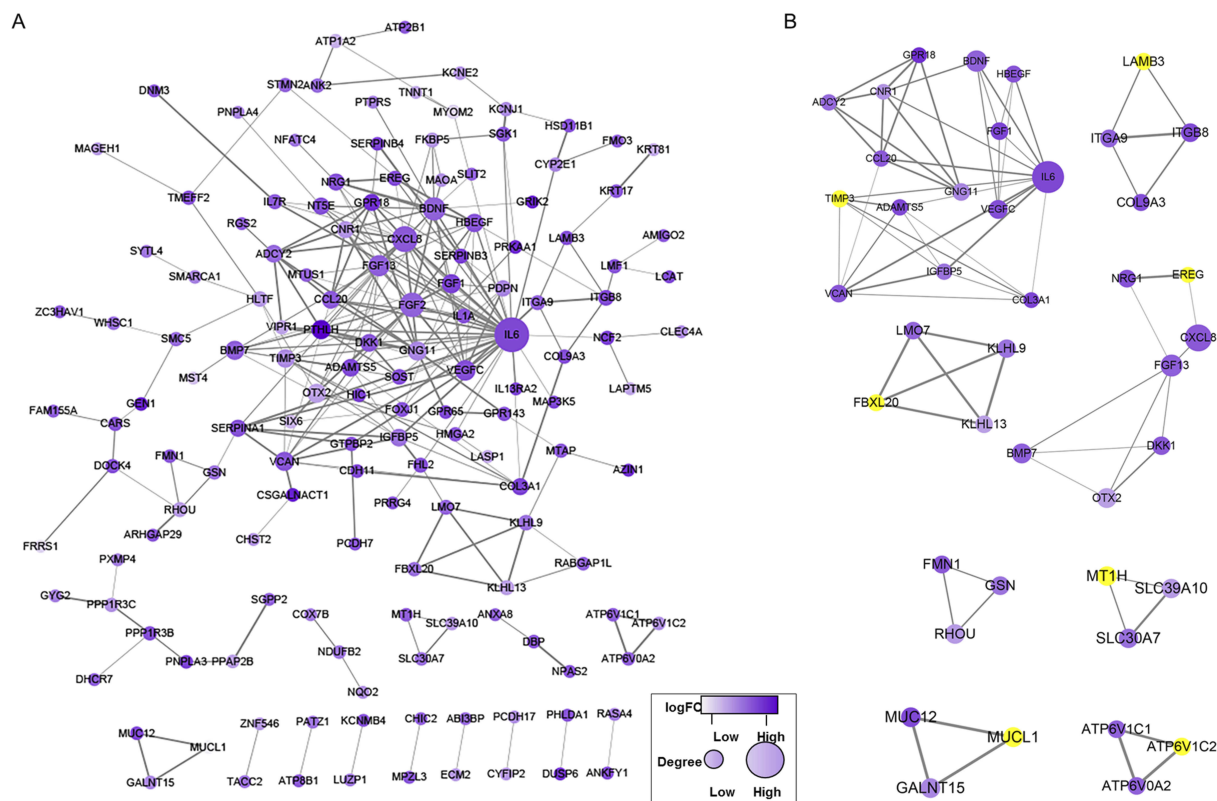 A
B
ATP2B1
ATP1A2
KCNE2
STMN2
ANK2
DNM3
TNNT1
PTPRS
KCNJ1
PNPLA4
MYOM2
HSD11B1
NFATC4
FKBP5
SGK1
SERPINB4
FMO3
MAGEH1
CYP2E1
KRT81
SLIT2
EREG
MAOA
NRG1
KRT17
TMEFF2
IL7R
GPR18
NT5E
BDNF
GRIK2
RGS2
CNR1
HBEGF
CXCL8
LAMB3
AMIGO2
SYTL4
ADCY2
PRKAA1
SERPINB3
FGF13
LMF1
SMARCA1
MTUS1
LCAT
FGF1
PDPN
HLTF
CCL20
FGF2
ITGA9
ITGB8
ZC3HAV1
IL1A
WHSC1
VIPR1
PTHLH
IL6
CLEC4A
SMC5
NCF2
BMP7
DKK1
GNG11
TIMP3
COL9A3
ADAMTS5
VEGFC
MST4
SOST
IL13RA2
LAPTM5
OTX2
HIC1
MAP3K5
GEN1
FOXJ1
GPR65
GPR143
FAM155A
CARS
SIX6
SERPINA1
IGFBP5
HMGA2
GTPBP2
MTAP
FMN1
LASP1
VCAN
DOCK4
GSN
CDH11
FHL2
AZIN1
COL3A1
CSGALNACT1
RHOU
PRRG4
LMO7
KLHL9
ARHGAP29
CHST2
FRRS1
PCDH7
PXMP4
RABGAP1L
FBXL20
KLHL13
GYG2
SGPP2
PPP1R3C
COX7B
MT1H
ANXA8
ATP6V1C1
SLC39A10
ATP6V1C2
PPP1R3B
DBP
NDUFB2
PNPLA3
PPAP2B
SLC30A7
ATP6V0A2
NPAS2
DHCR7
NQO2
ZNF546
PATZ1
KCNMB4
CHIC2
ABI3BP
PCDH17
PHLDA1
RASA4
MUC12
MUCL1
GALNT15
TACC2
ATP8B1
LUZP1
MPZL3
ECM2
CYFIP2
DUSP6
ANKFY1
logFC
Low
High
Degree
Low
High
GPR18
BDNF
HBEGF
CNR1
ADCY2
FGF1
CCL20
IL6
GNG11
TIMP3
ADAMTS5
VEGFC
IGFBP5
VCAN
COL3A1
LAMB3
ITGA9
ITGB8
COL9A3
LMO7
KLHL9
FBXL20
KLHL13
NRG1
EREG
CXCL8
FGF13
BMP7
DKK1
OTX2
FMN1
GSN
RHOU
MT1H
SLC39A10
SLC30A7
MUC12
MUCL1
GALNT15
ATP6V1C1
ATP6V1C2
ATP6V0A2